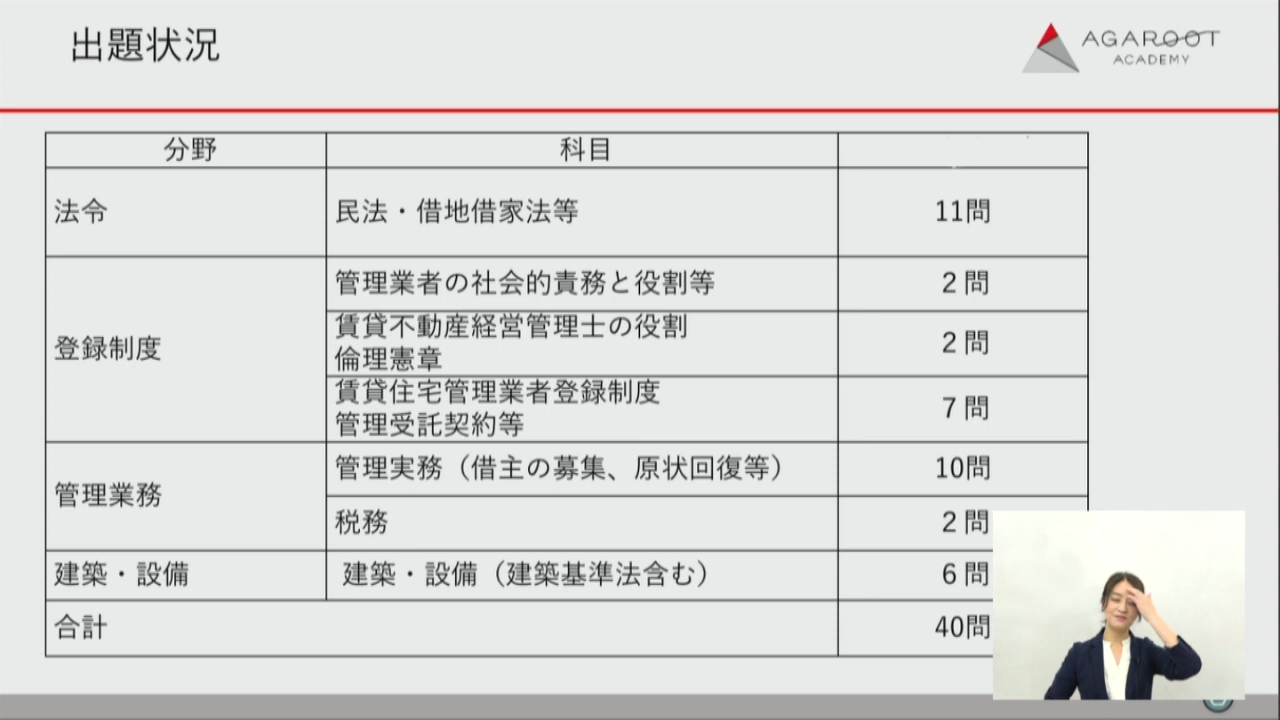 出題状況
AGAROOT
ACADEMY
分野 科目
法令 民法・借地借家法等 11問
登録制度 管理業者の社会的責務と役割等 2問
賃貸不動産経営管理士の役割
倫理憲章 2問
賃貸住宅管理業者登録制度
管理受託契約等 7問
管理業務 管理実務（借主の募集、原状回復等） 10問
税務 2問
建築・設備 建築・設備（建築基準法含む） 6問
合計 40問